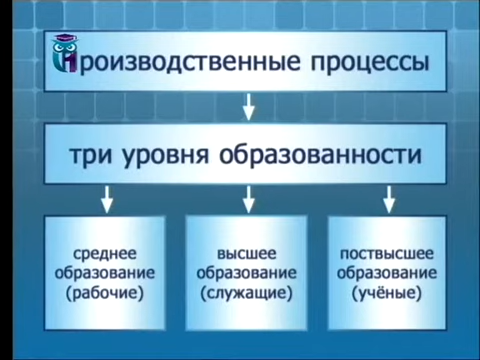 Производственные процессы
три уровня образованности
среднее
образование
(рабочие)
высшее
образование
(служащие)
поствысшее
образование
(учёные)